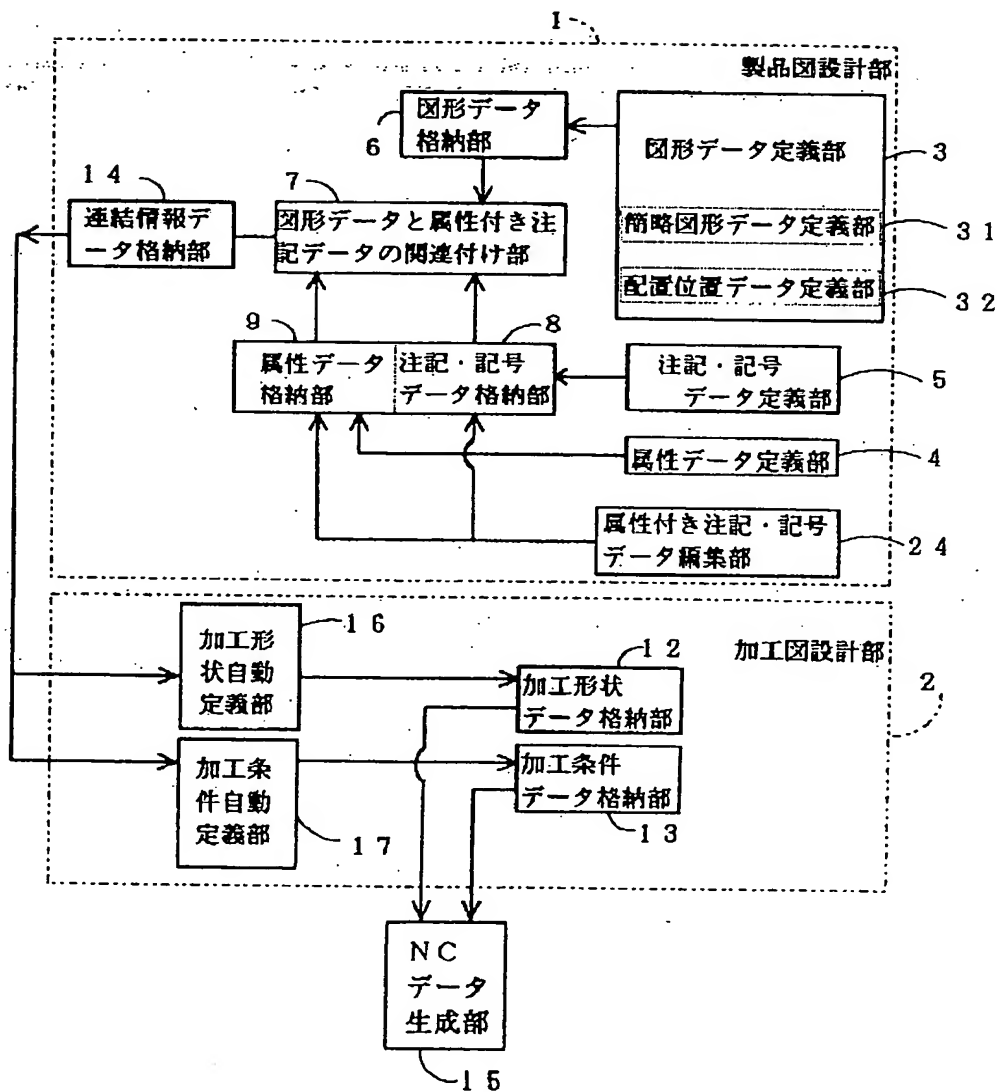 1
製品図設計部
図形データ
格納部
6
図形データ定義部
3
簡略図形データ定義部
31
配置位置データ定義部
32
14
連結情報デ
ータ格納部
7
図形データと属性付き注
記データの関連付け部
9
属性データ
格納部
8
注記・記号
データ格納部
注記・記号
データ定義部
5
属性データ定義部
4
属性付き注記・記号
データ編集部
24
加工図設計部
2
16
加工形
状自動
定義部
12
加工形状
データ格納部
加工条
件自動
定義部
17
加工条件
データ格納部
13
NC
データ
生成部
15